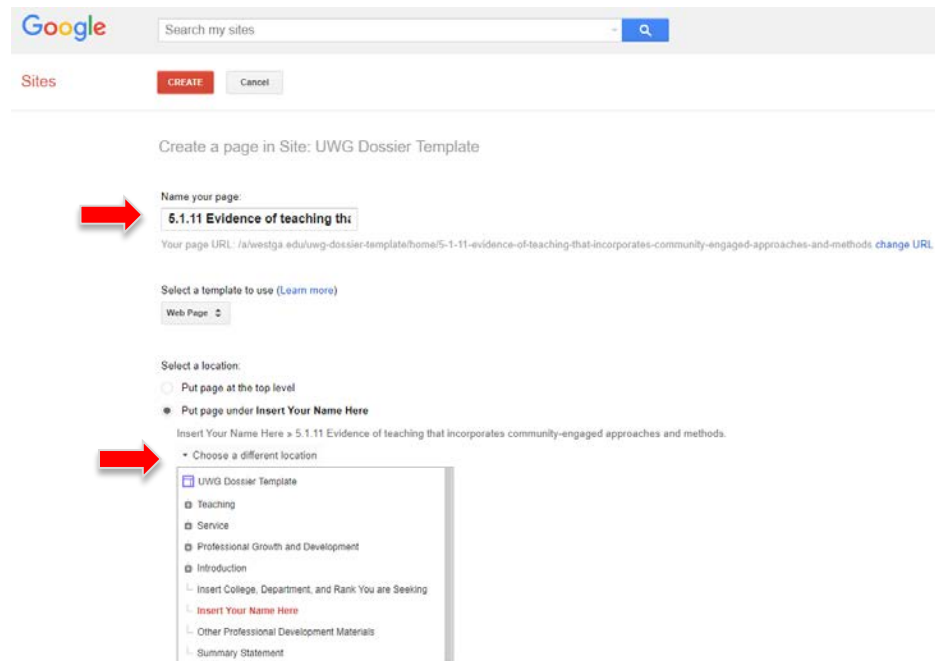 Google
Search my sites
Sites
CREATE Cancel
Create a page in Site: UWG Dossier Template
Name your page:
5.1.11 Evidence of teaching tha
Your page URL: /a/westga.edu/uwg-dossier-template/home/5-1-11-evidence-of-teaching-that-incorporates-community-engaged-approaches-and-methods change URL
Select a template to use (Learn more)
Web Page
Select a location:
Put page at the top level
Put page under Insert Your Name Here
Insert Your Name Here » 5.1.11 Evidence of teaching that incorporates community-engaged approaches and methods.
Choose a different location
UWG Dossier Template
Teaching
Service
Professional Growth and Development
Introduction
Insert College, Department, and Rank You are Seeking
Insert Your Name Here
Other Professional Development Materials
Summary Statement